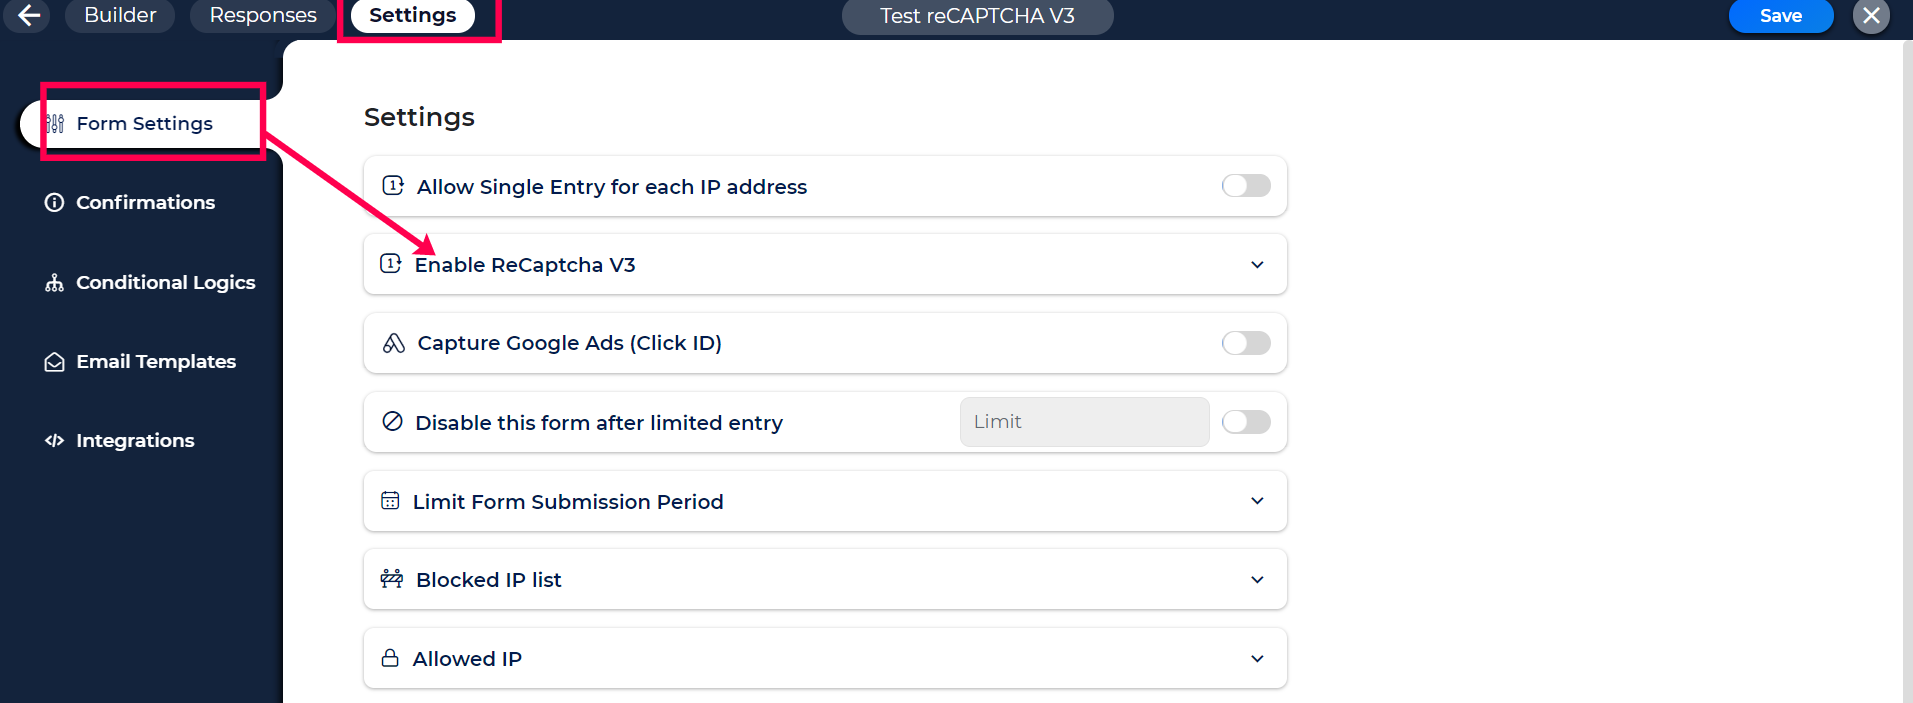 Builder Responses Settings Test reCAPTCHA V3 Save
Settings
Form Settings
Confirmations
Conditional Logics
Email Templates
Integrations
Allow Single Entry for each IP address
Enable ReCaptcha V3
Capture Google Ads (Click ID)
Disable this form after limited entry Limit
Limit Form Submission Period
Blocked IP list
Allowed IP